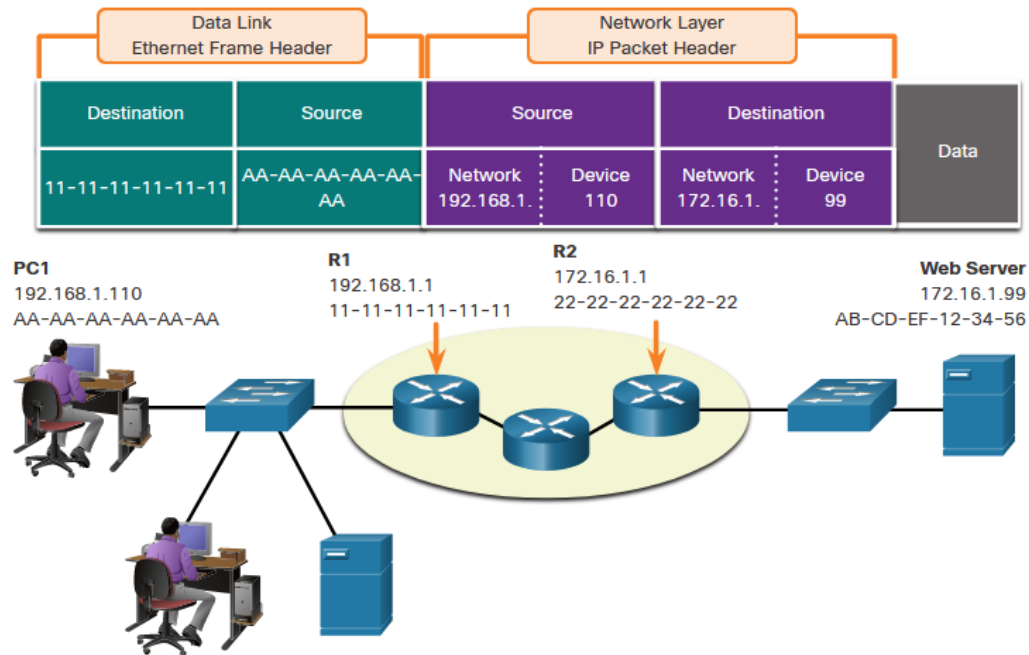 Data Link
Ethernet Frame Header
Network Layer
IP Packet Header
Destination
Source
Source
Destination
Data
11-11-11-11-11-11
AA-AA-AA-AA-AA-
AA
Network
192.168.1.
Device
110
Network
172.16.1.
Device
99
PC1
192.168.1.110
AA-AA-AA-AA-AA-AA
R1
192.168.1.1
11-11-11-11-11-11
R2
172.16.1.1
22-22-22-22-22-22
Web Server
172.16.1.99
AB-CD-EF-12-34-56